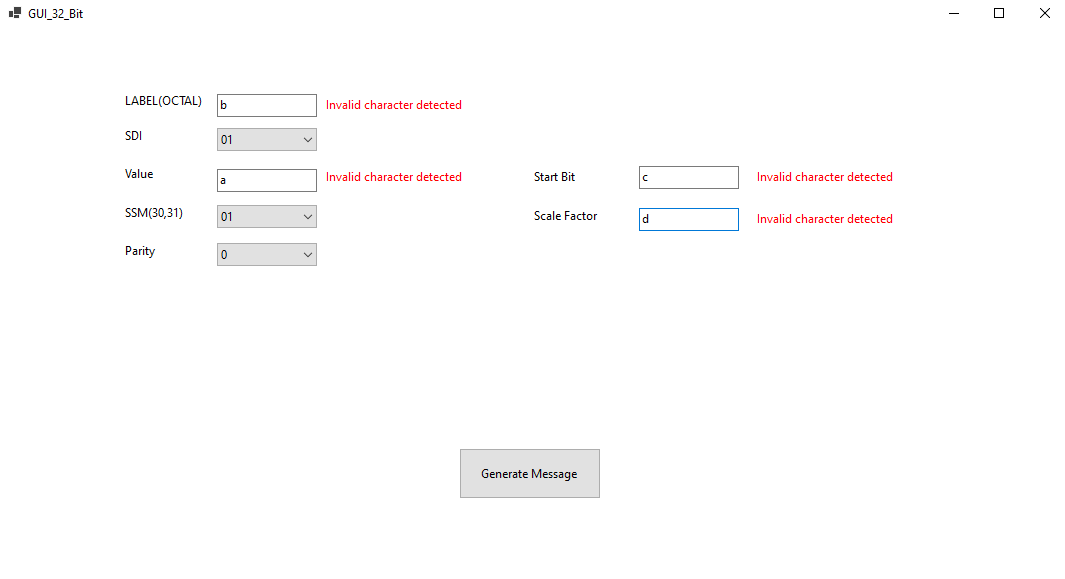 GUI_32_Bit
LABEL(OCTAL) b Invalid character detected
SDI 01
Value a Invalid character detected Start Bit c Invalid character detected
SSM(30,31) 01 Scale Factor d Invalid character detected
Parity 0
Generate Message